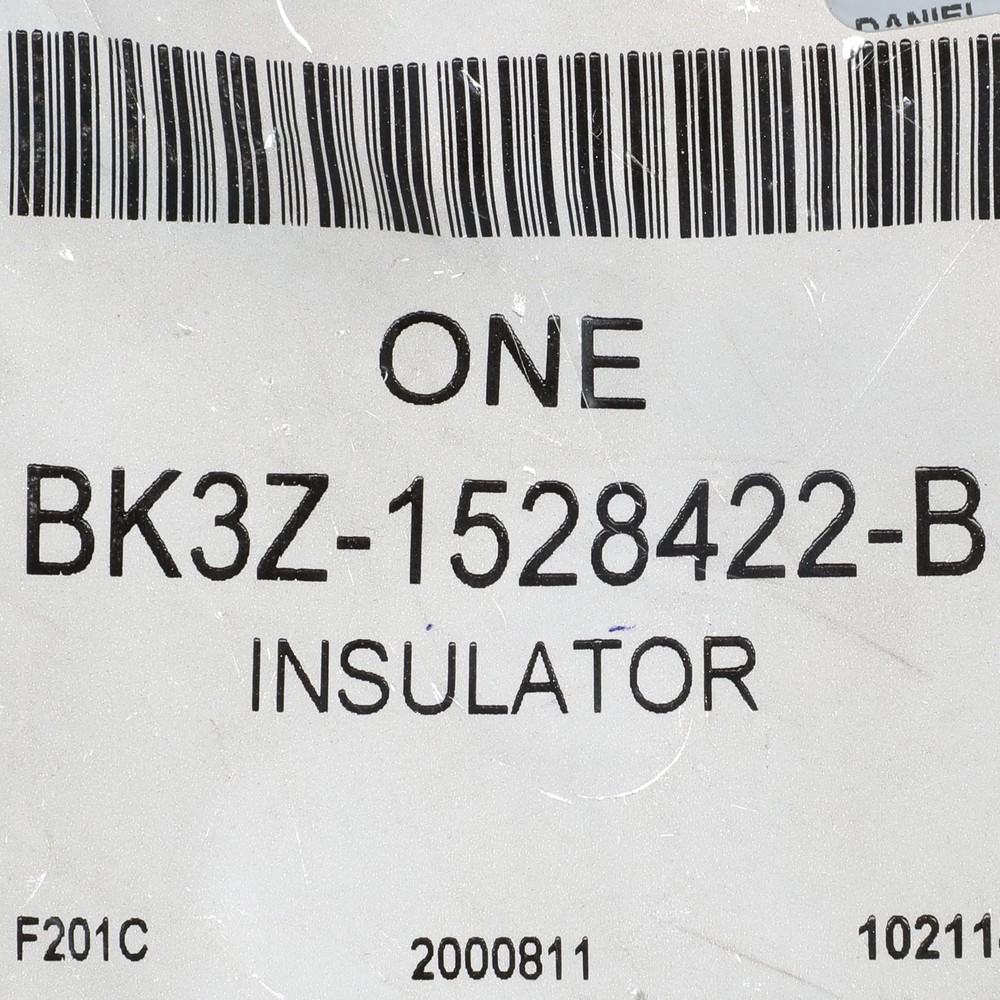 ONE
BK3Z-1528422-B
INSULATOR
F201C
2000811